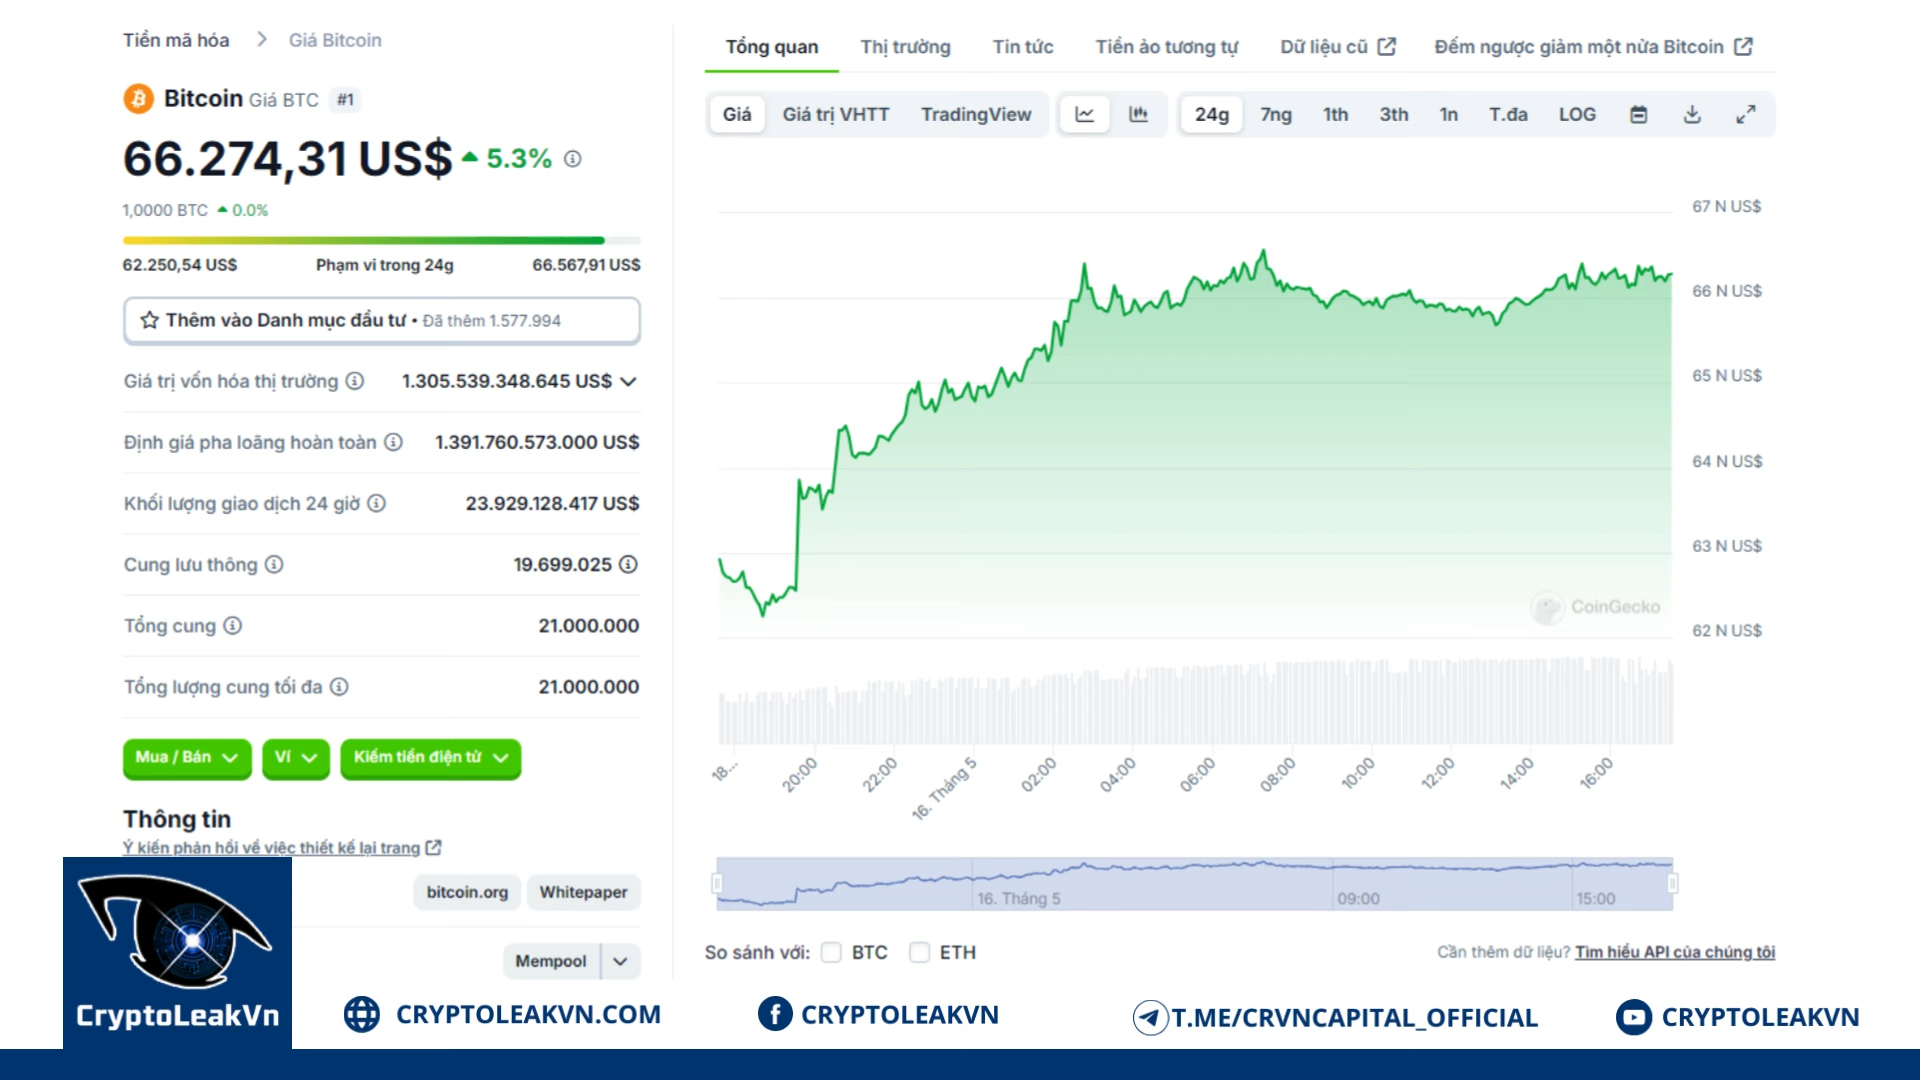 Tiền mã hóa > Giá Bitcoin
Bitcoin Giá BTC #1
66.274,31 US$ 5.3%
1,0000 BTC 0.0%
62.250,54 US$ Phạm vi trong 24g 66.567,91 US$
Thêm vào Danh mục đầu tư • Đã thêm 1.577.994
Giá trị vốn hóa thị trường 1.305.539.348.645 US$
Định giá pha loãng hoàn toàn 1.391.760.573.000 US$
Khối lượng giao dịch 24 giờ 23.929.128.417 US$
Cung lưu thông 19.699.025
Tổng cung 21.000.000
Tổng lượng cung tối đa 21.000.000
Mua / Bán Ví Kiếm tiền điện tử
Thông tin
Ý kiến phản hồi về việc thiết kế lại trang
bitcoin.org Whitepaper
Mempool
Tổng quan Thị trường Tin tức Tiền ảo tương tự Dữ liệu cũ Đếm ngược giảm một nửa Bitcoin
Giá Giá trị VHTT TradingView 24g 7ng 1th 3th 1n T.đa LOG
67 N US$
66 N US$
65 N US$
64 N US$
63 N US$
62 N US$
CoinGecko
18... 20:00 22:00 16. Tháng 5 02:00 04:00 06:00 08:00 10:00 12:00 14:00 16:00
16. Tháng 5 09:00 15:00
So sánh với: BTC ETH
Cần thêm dữ liệu? Tìm hiểu API của chúng tôi
CryptoLeakVn
CRYPTOLEAKVN.COM CRYPTOLEAKVN T.ME/CRVNCAPITAL_OFFICIAL CRYPTOLEAKVN